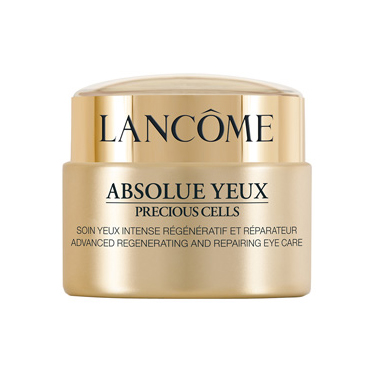 LANCÔME
ABSOLUE YEUX
PRECIOUS CELLS
SOIN YEUX INTENSE RÉGÉNÉRATIF ET RÉPARATEUR
ADVANCED REGENERATING AND REPAIRING EYE CARE